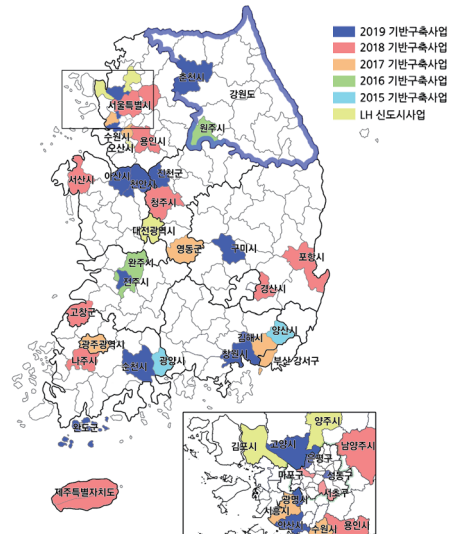 2019 기반구축사업
2018 기반구축사업
2017 기반구축사업
2016 기반구축사업
2015 기반구축사업
LH 신도시사업
춘천시
강원도
서울특별시
원주시
수원시
용인시
오산시
서산시
아산시
천안시
진천군
청주시
대전광역시
영동군
구미시
포항시
완주시
전주시
경산시
고창군
양산시
김해시
광주광역시
창원시
부산 강서구
나주시
순천시
광양시
완도군
제주특별자치도
양주시
김포시
고양시
은평구
남양주시
마포구
성동구
서초구
광명시
시흥시
안산시
수원시
용인시